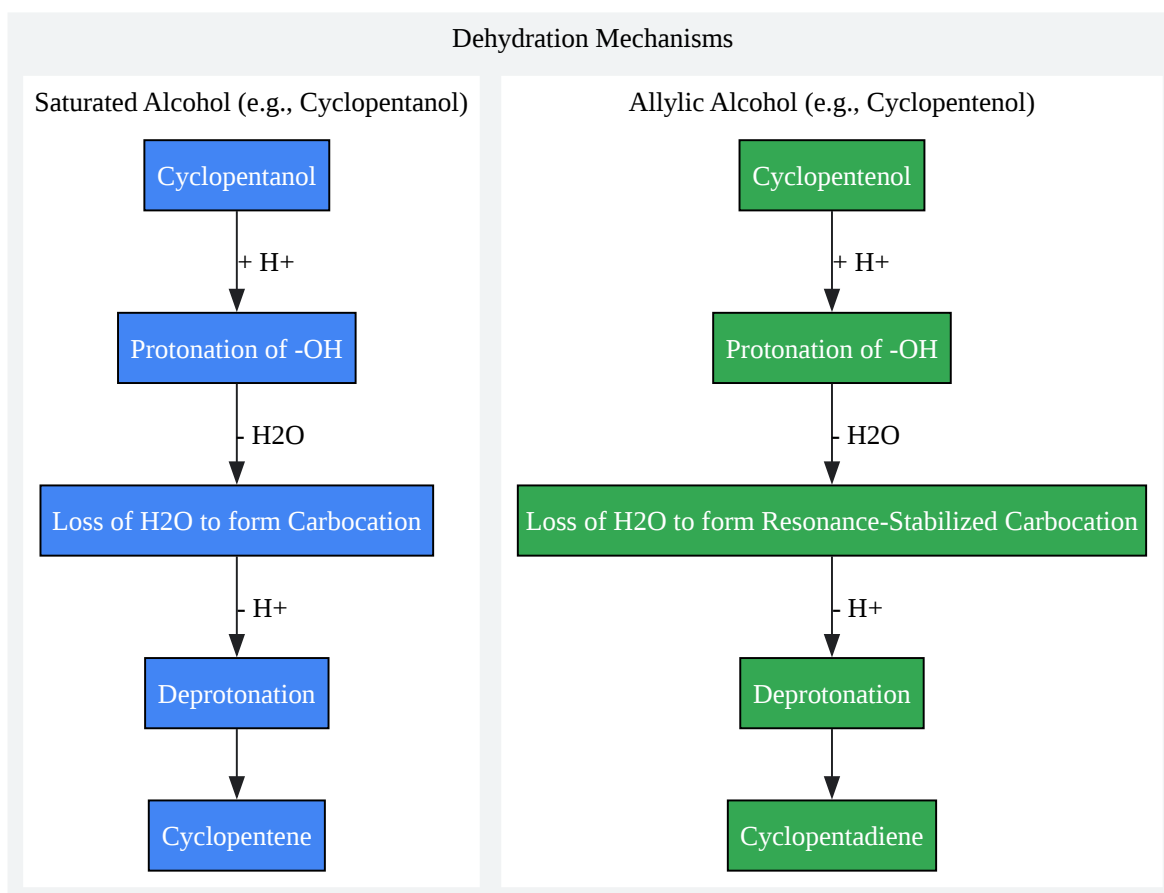 Dehydration Mechanisms
Saturated Alcohol (e.g., Cyclopentanol)
Cyclopentanol
+ H+
Protonation of -OH
- H2O
Loss of H2O to form Carbocation
- H+
Deprotonation
Cyclopentene
Allylic Alcohol (e.g., Cyclopentenol)
Cyclopentenol
+ H+
Protonation of -OH
- H2O
Loss of H2O to form Resonance-Stabilized Carbocation
- H+
Deprotonation
Cyclopentadiene